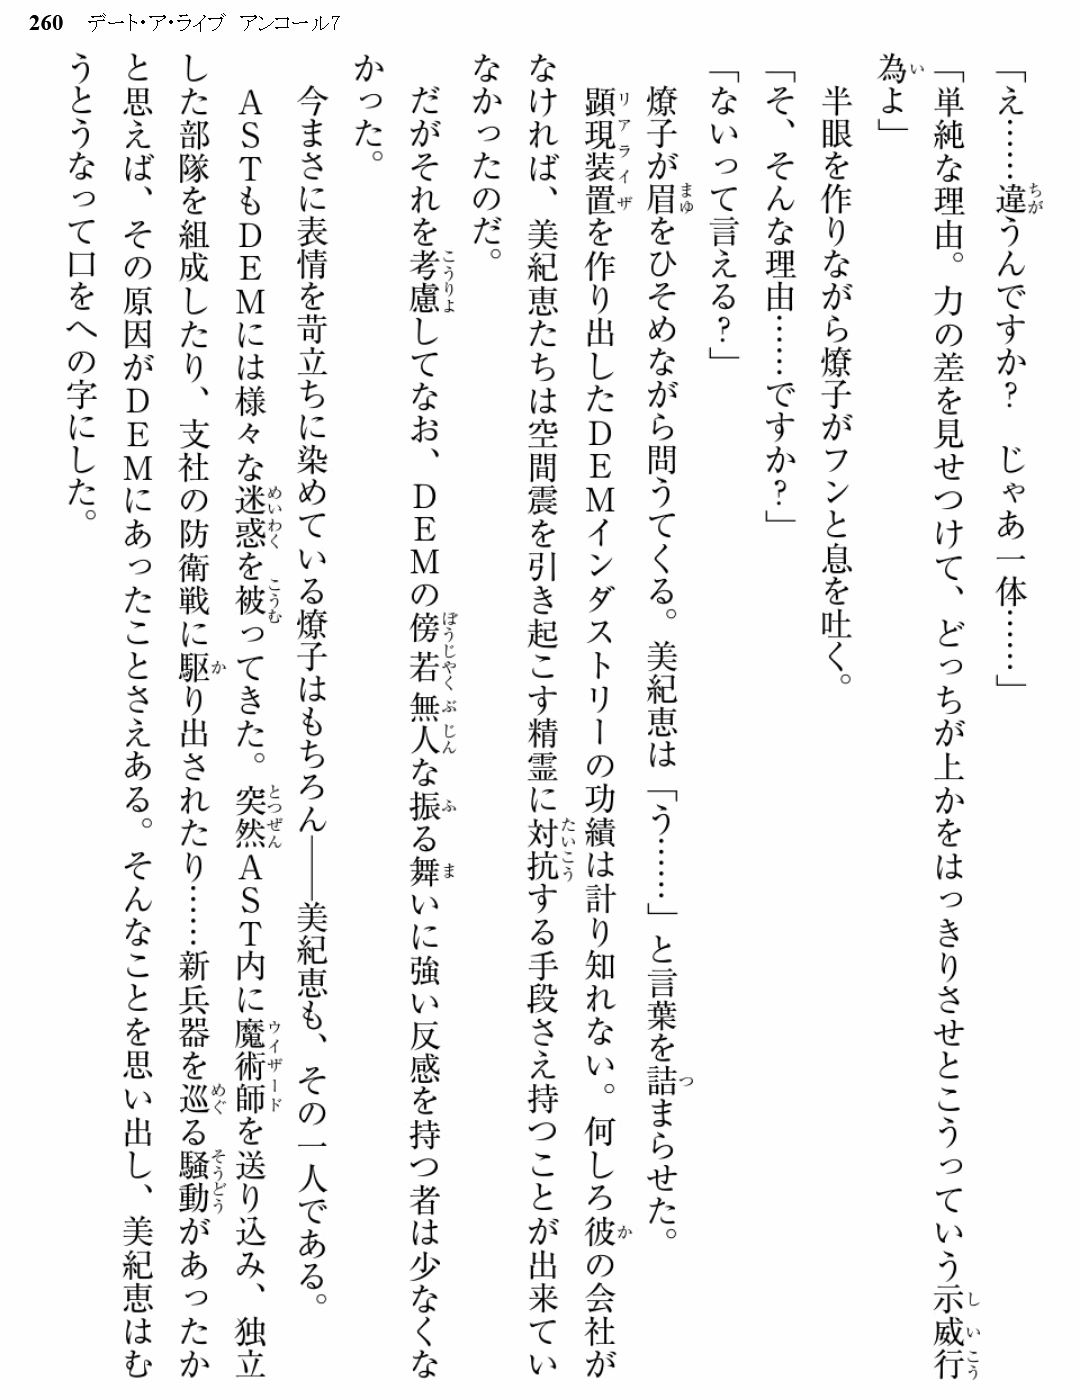 260 デート・ア・ライブ アンコール7
「え……違うんですか？　じゃあ一体……」
「単純な理由。力の差を見せつけて、どっちが上かをはっきりさせとこうっていう示威行
為よ」
　半眼を作りながら燎子がフンと息を吐く。
「そ、そんな理由……ですか？」
「ないって言える？」
　燎子が眉をひそめながら問うてくる。美紀恵は「う……」と言葉を詰まらせた。
　顕現装置を作り出したＤＥＭインダストリーの功績は計り知れない。何しろ彼の会社が
なければ、美紀恵たちは空間震を引き起こす精霊に対抗する手段さえ持つことが出来てい
なかったのだ。
　だがそれを考慮してなお、ＤＥＭの傍若無人な振る舞いに強い反感を持つ者は少なくな
かった。
　今まさに表情を苛立ちに染めている燎子はもちろん――美紀恵も、その一人である。
　ＡＳＴもＤＥＭには様々な迷惑を被ってきた。突然ＡＳＴ内に魔術師を送り込み、独立
した部隊を組成したり、支社の防衛戦に駆り出されたり……新兵器を巡る騒動があったか
と思えば、その原因がＤＥＭにあったことさえある。そんなことを思い出し、美紀恵はむ
うとうなって口をへの字にした。